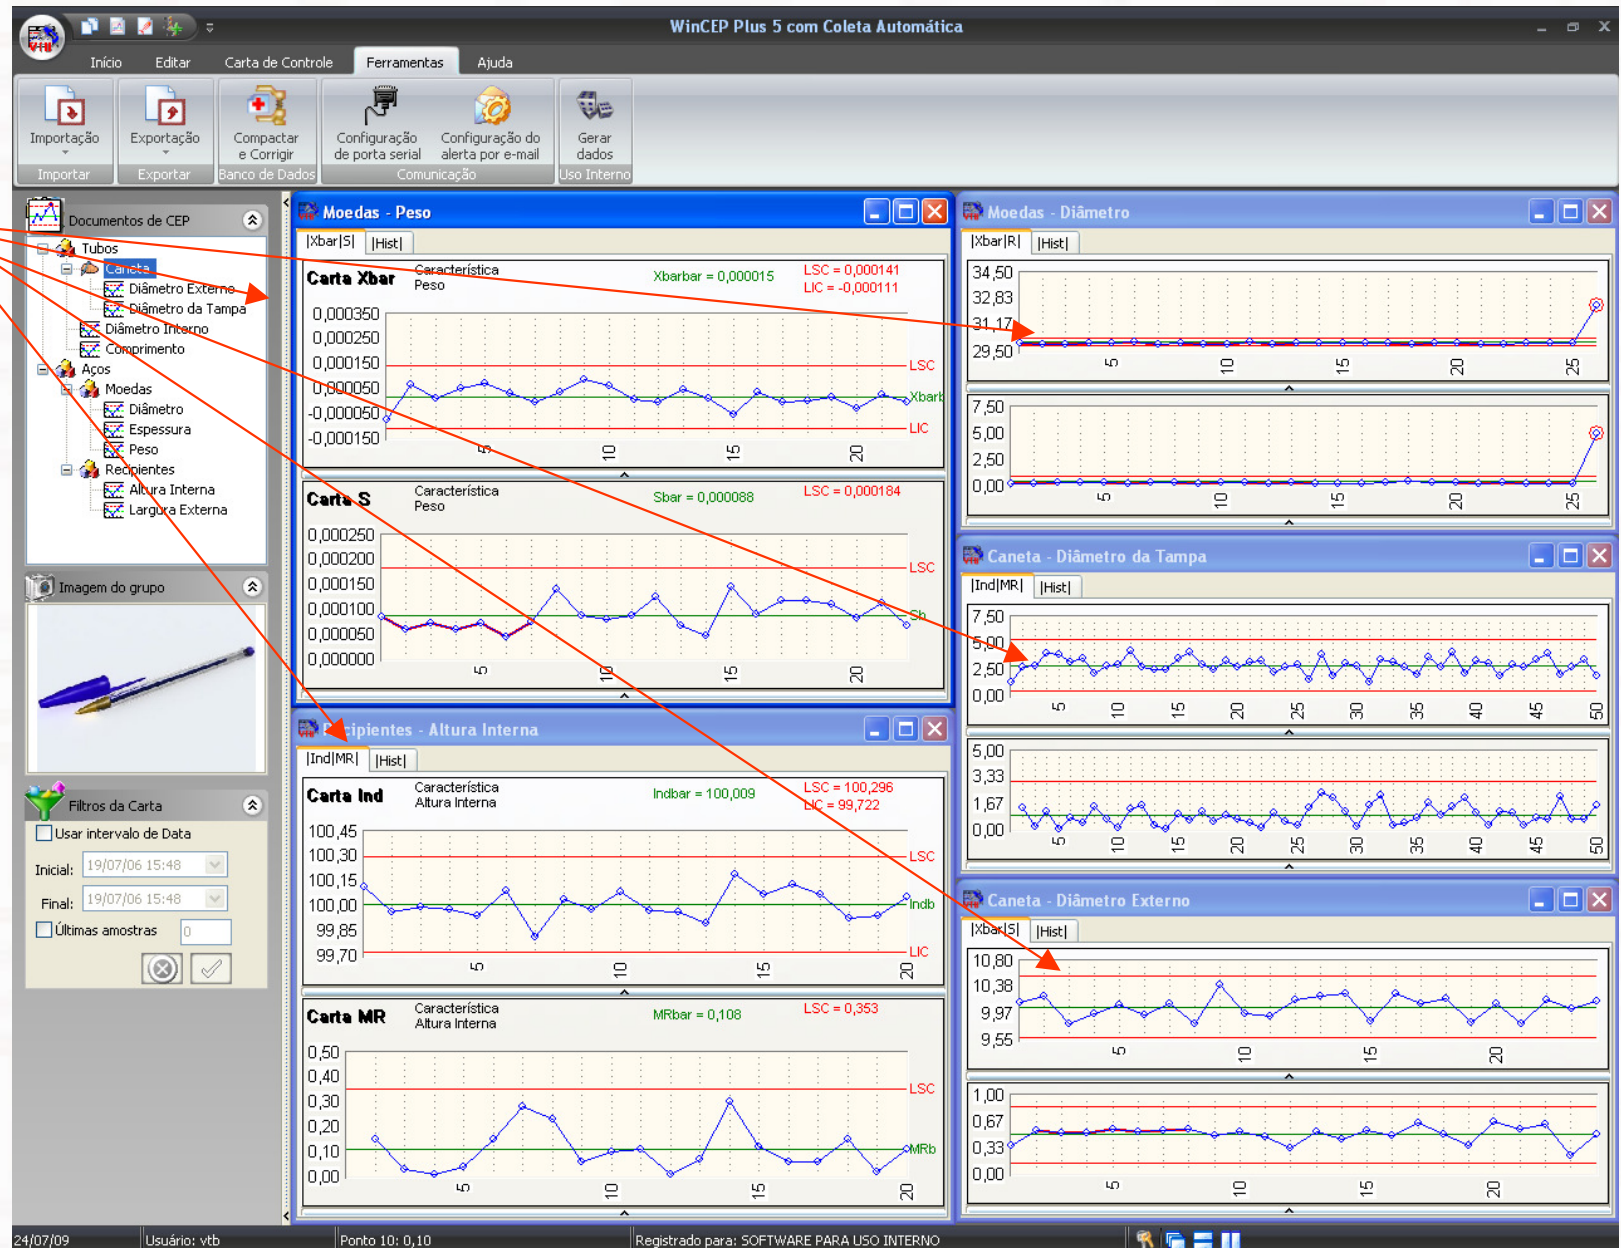 WinCEP Plus 5 com Coleta Automática
Início
Editar
Carta de Controle
Ferramentas
Ajuda
Importação
Exportação
Compactar
e Corrigir
Configuração
de porta serial
Configuração do
alerta por e-mail
Gerar
dados
Importar
Exportar
Banco de Dados
Comunicação
Uso Interno
Documentos de CEP
Tubos
Caneta
Diâmetro Externo
Diâmetro da Tampa
Diâmetro Interno
Comprimento
Aços
Moedas
Diâmetro
Espessura
Peso
Recipientes
Altura Interna
Largura Externa
Imagem do grupo
Filtros da Carta
Usar intervalo de Data
Inicial: 19/07/06 15:48
Final: 19/07/06 15:48
Últimas amostras 0
Moedas - Peso
|Xbar|S| |Hist|
Carta Xbar
Característica
Peso
Xbarbar = 0,000015
LSC = 0,000141
LIC = -0,000111
0,000350
0,000250
0,000150
0,000050
-0,000050
-0,000150
LSC
Xbarb
LIC
5 10 15 20
Carta S
Característica
Peso
Sbar = 0,000088
LSC = 0,000184
0,000250
0,000200
0,000150
0,000100
0,000050
0,000000
LSC
Sb
5 10 15 20
Recipientes - Altura Interna
|Ind|MR| |Hist|
Carta Ind
Característica
Altura Interna
Indbar = 100,009
LSC = 100,296
LIC = 99,722
100,45
100,30
100,15
100,00
99,85
99,70
LSC
Indb
LIC
5 10 15 20
Carta MR
Característica
Altura Interna
MRbar = 0,108
LSC = 0,353
0,50
0,40
0,30
0,20
0,10
0,00
LSC
MRb
5 10 15 20
Moedas - Diâmetro
|Xbar|R| |Hist|
34,50
32,83
31,17
29,50
5 10 15 20 25
7,50
5,00
2,50
0,00
5 10 15 20 25
Caneta - Diâmetro da Tampa
|Ind|MR| |Hist|
7,50
5,00
2,50
0,00
5 10 15 20 25 30 35 40 45 50
5,00
3,33
1,67
0,00
5 10 15 20 25 30 35 40 45 50
Caneta - Diâmetro Externo
|Xbar|S| |Hist|
10,80
10,38
9,97
9,55
5 10 15 20
1,00
0,67
0,33
0,00
5 10 15 20
24/07/09
Usuário: vtb
Ponto 10: 0,10
Registrado para: SOFTWARE PARA USO INTERNO